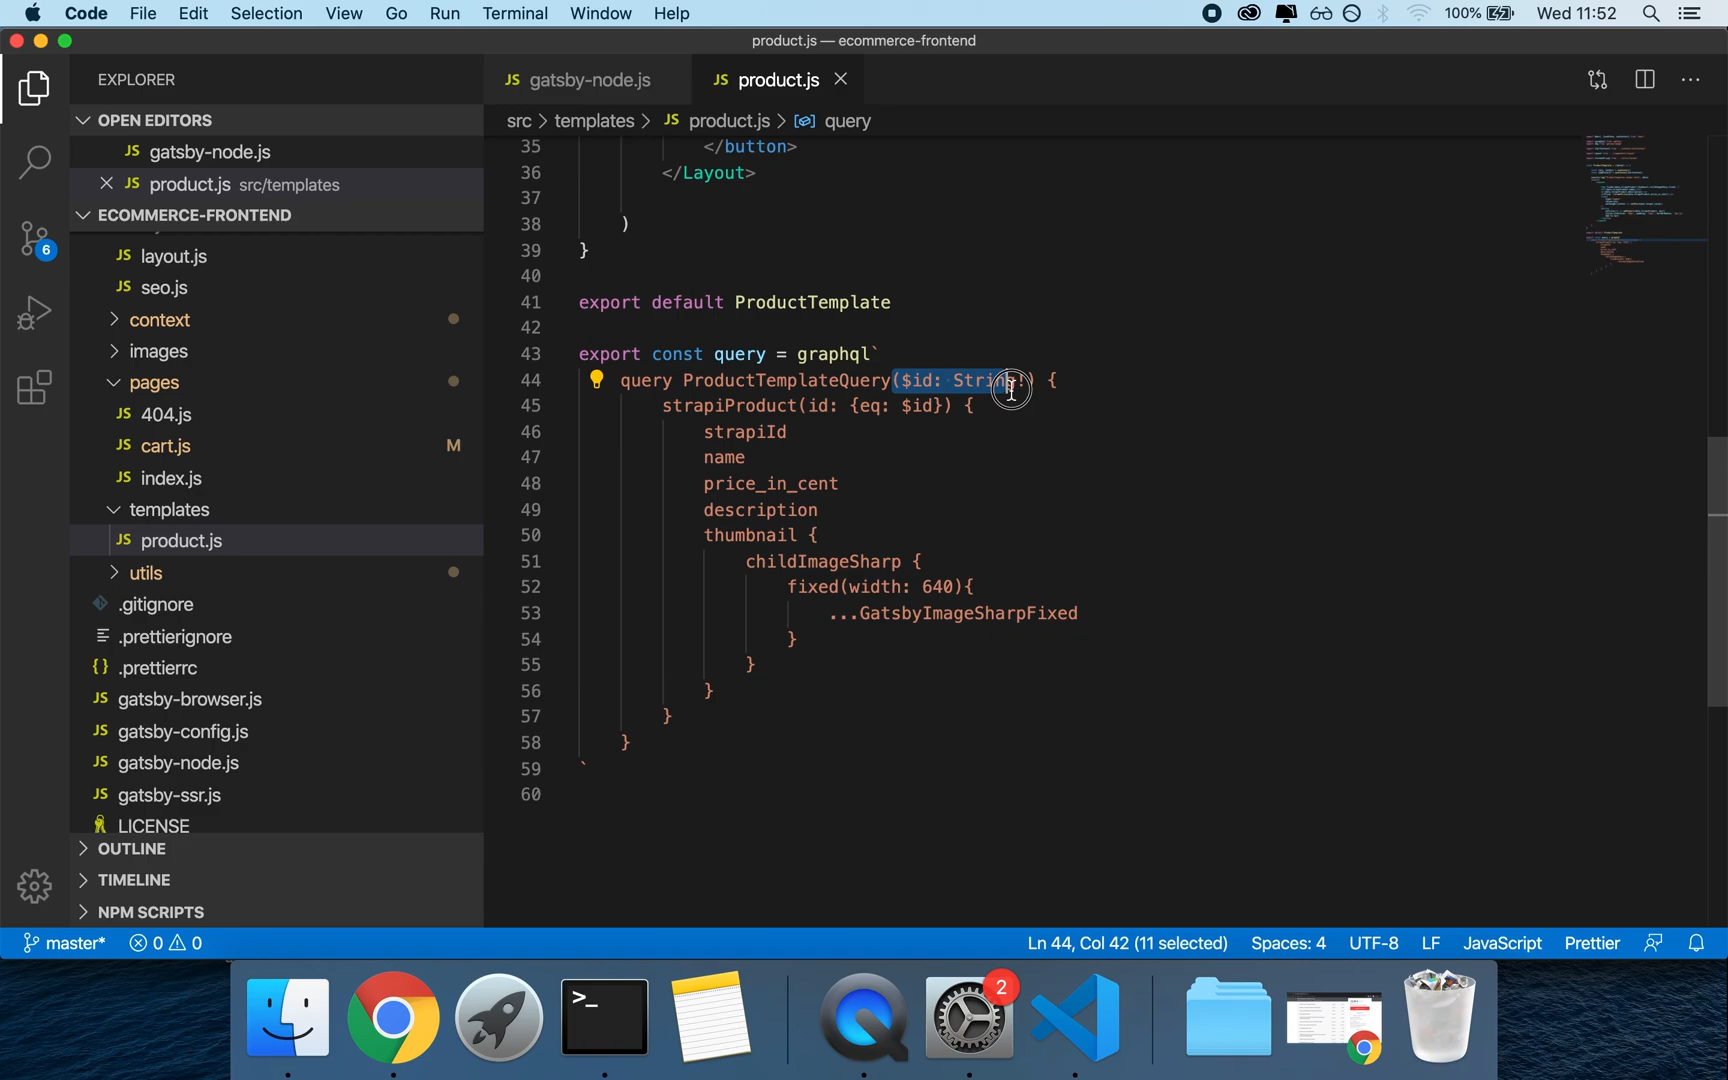 Code File Edit Selection View Go Run Terminal Window Help 100% Wed 11:52
product.js — ecommerce-frontend
EXPLORER
OPEN EDITORS
JS gatsby-node.js
JS product.js src/templates
ECOMMERCE-FRONTEND
JS layout.js
JS seo.js
context
images
pages
JS 404.js
JS cart.js M
JS index.js
templates
JS product.js
utils
.gitignore
.prettierignore
{} .prettierrc
JS gatsby-browser.js
JS gatsby-config.js
JS gatsby-node.js
JS gatsby-ssr.js
LICENSE
OUTLINE
TIMELINE
NPM SCRIPTS
6
JS gatsby-node.js JS product.js
src > templates > JS product.js > query
35 </button>
36 </Layout>
37
38 )
39 }
40
41 export default ProductTemplate
42
43 export const query = graphql`
44 query ProductTemplateQuery($id: String!) {
45 strapiProduct(id: {eq: $id}) {
46 strapiId
47 name
48 price_in_cent
49 description
50 thumbnail {
51 childImageSharp {
52 fixed(width: 640){
53 ...GatsbyImageSharpFixed
54 }
55 }
56 }
57 }
58 }
59 `
60
master* 0 0 Ln 44, Col 42 (11 selected) Spaces: 4 UTF-8 LF JavaScript Prettier
>_
2